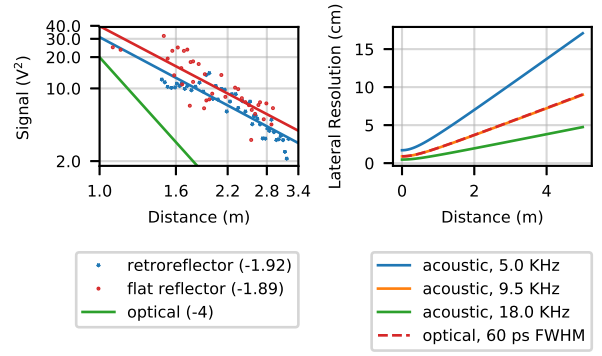 40.0
30.0
20.0
10.0
2.0
Signal (V²)
1.0 1.6 2.2 2.8 3.4
Distance (m)
retroreflector (-1.92)
flat reflector (-1.89)
optical (-4)
15
10
5
0
Lateral Resolution (cm)
0 2 4
Distance (m)
acoustic, 5.0 KHz
acoustic, 9.5 KHz
acoustic, 18.0 KHz
optical, 60 ps FWHM